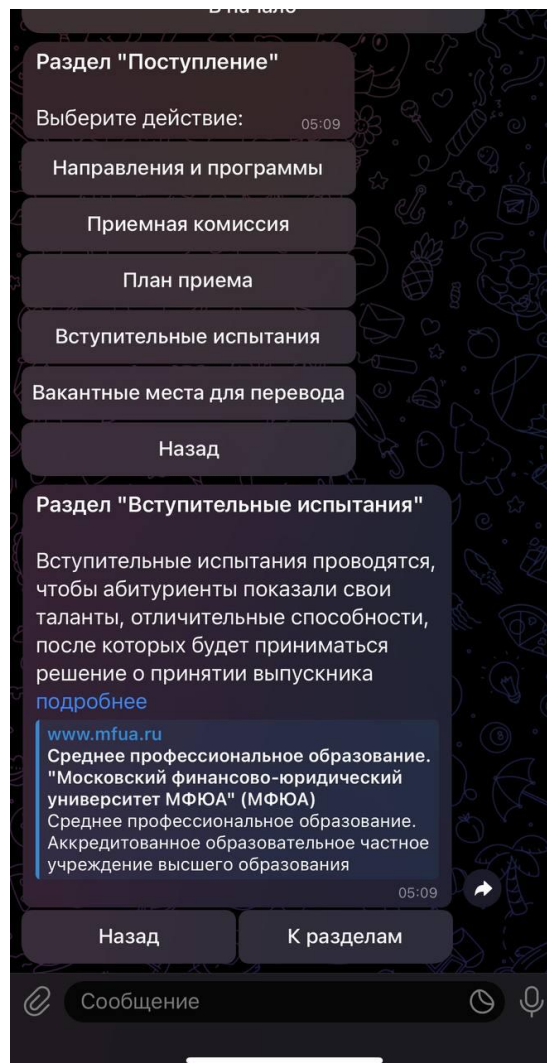 В начало
Раздел "Поступление"
Выберите действие:
05:09
Направления и программы
Приемная комиссия
План приема
Вступительные испытания
Вакантные места для перевода
Назад
Раздел "Вступительные испытания"
Вступительные испытания проводятся,
чтобы абитуриенты показали свои
таланты, отличительные способности,
после которых будет приниматься
решение о принятии выпускника
подробнее
www.mfua.ru
Среднее профессиональное образование.
"Московский финансово-юридический
университет МФЮА" (МФЮА)
Среднее профессиональное образование.
Аккредитованное образовательное частное
учреждение высшего образования
05:09
Назад
К разделам
Сообщение